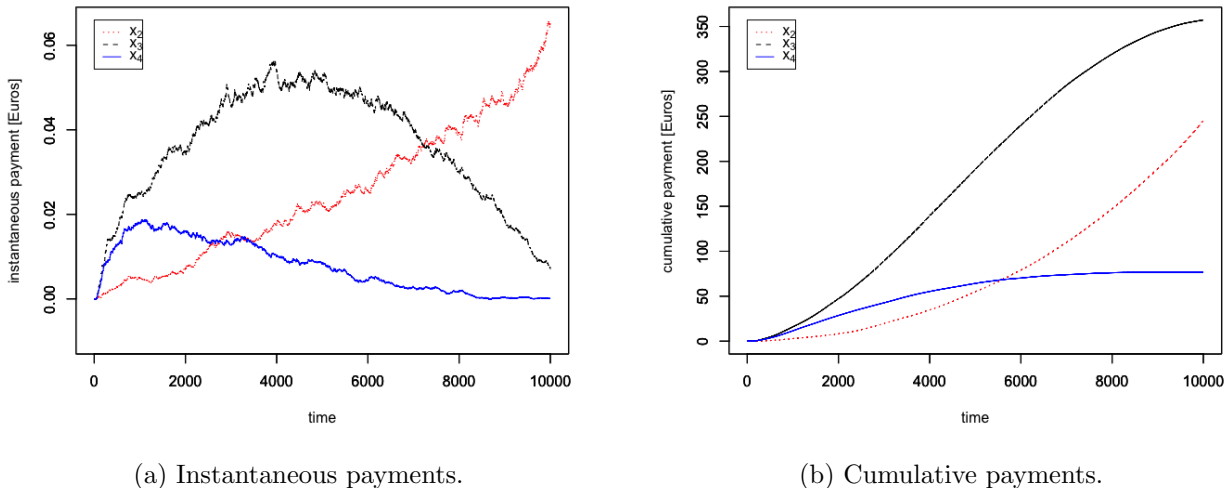 x2
x3
x4
instantaneous payment [Euros]
0.06
0.04
0.02
0.00
0 2000 4000 6000 8000 10000
time
(a) Instantaneous payments.
x2
x3
x4
cumulative payment [Euros]
350
300
250
200
150
100
50
0
0 2000 4000 6000 8000 10000
time
(b) Cumulative payments.